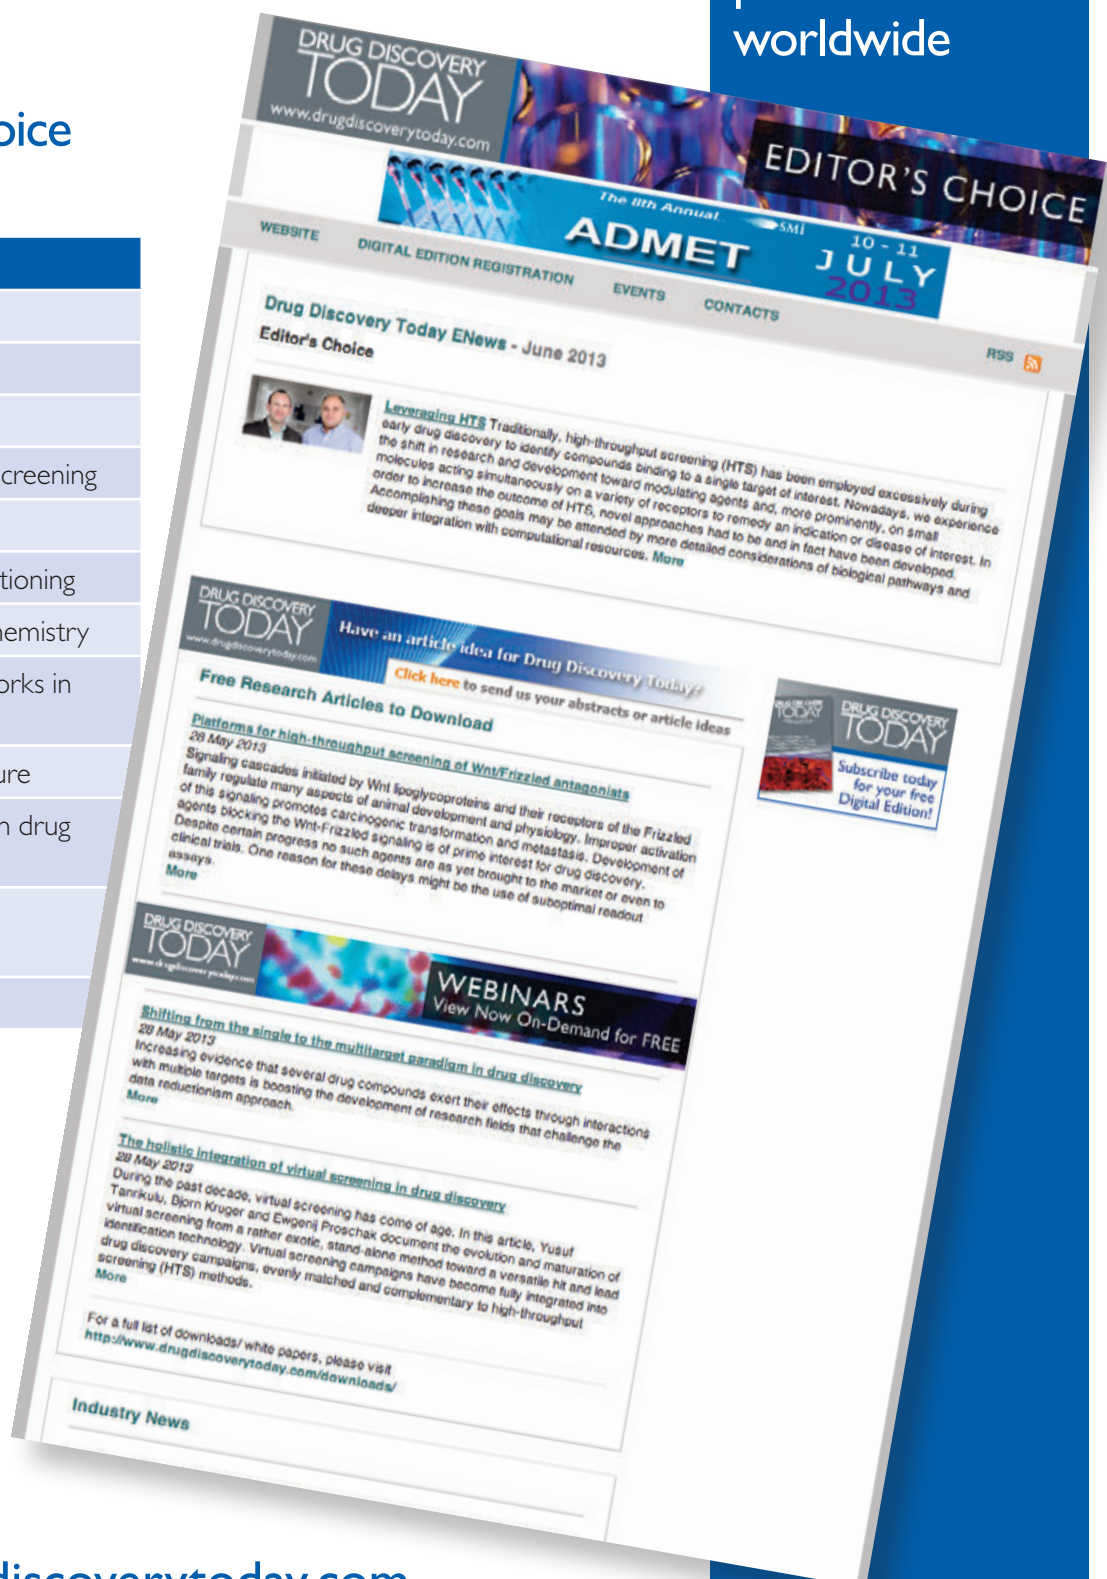 worldwide
oice
creening
tioning
hemistry
orks in
ure
n drug
DRUG DISCOVERY
TODAY
www.drugdiscoverytoday.com
EDITOR'S CHOICE
The 8th Annual
SMi
ADMET
10 - 11
JULY
2013
WEBSITE
DIGITAL EDITION REGISTRATION
EVENTS
CONTACTS
RSS
Drug Discovery Today ENews - June 2013
Editor's Choice
Leveraging HTS Traditionally, high-throughput screening (HTS) has been employed excessively during
early drug discovery to identify compounds binding to a single target of interest. Nowadays, we experience
the shift in research and development toward modulating agents and, more prominently, on small
molecules acting simultaneously on a variety of receptors to remedy an indication or disease of interest. In
order to increase the outcome of HTS, novel approaches had to be and in fact have been developed.
Accomplishing these goals may be attended by more detailed considerations of biological pathways and
deeper integration with computational resources. More
DRUG DISCOVERY
TODAY
www.drugdiscoverytoday.com
Have an article idea for Drug Discovery Today?
Click here to send us your abstracts or article ideas
Free Research Articles to Download
Platforms for high-throughput screening of Wnt/Frizzled antagonists
28 May 2013
Signaling cascades initiated by Wnt lipoglycoproteins and their receptors of the Frizzled
family regulate many aspects of animal development and physiology. Improper activation
of this signaling promotes carcinogenic transformation and metastasis. Development of
agents blocking the Wnt-Frizzled signaling is of prime interest for drug discovery.
Despite certain progress no such agents are as yet brought to the market or even to
clinical trials. One reason for these delays might be the use of suboptimal readout
assays.
More
DRUG DISCOVERY
TODAY
DRUG DISCOVERY
TODAY
Subscribe today
for your free
Digital Edition!
DRUG DISCOVERY
TODAY
www.drugdiscoverytoday.com
WEBINARS
View Now On-Demand for FREE
Shifting from the single to the multitarget paradigm in drug discovery
28 May 2013
Increasing evidence that several drug compounds exert their effects through interactions
with multiple targets is boosting the development of research fields that challenge the
data reductionism approach.
More
The holistic integration of virtual screening in drug discovery
28 May 2013
During the past decade, virtual screening has come of age. In this article, Yusuf
Tanrikulu, Bjorn Kruger and Ewgenij Proschak document the evolution and maturation of
virtual screening from a rather exotic, stand-alone method toward a versatile hit and lead
identification technology. Virtual screening campaigns have become fully integrated into
drug discovery campaigns, evenly matched and complementary to high-throughput
screening (HTS) methods.
More
For a full list of downloads/ white papers, please visit
http://www.drugdiscoverytoday.com/downloads/
Industry News
discoverytoday.com